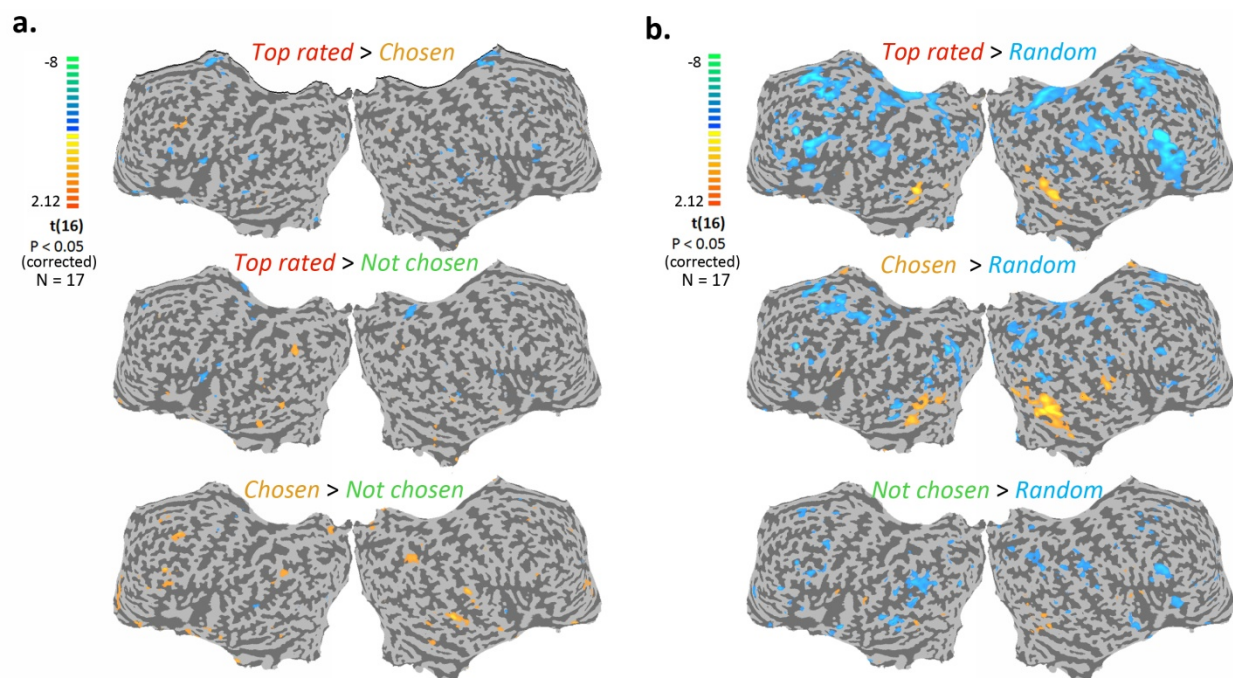 a.
Top rated > Chosen
-8
2.12
t(16)
P < 0.05
(corrected)
N = 17
Top rated > Not chosen
Chosen > Not chosen
b.
Top rated > Random
-8
2.12
t(16)
P < 0.05
(corrected)
N = 17
Chosen > Random
Not chosen > Random